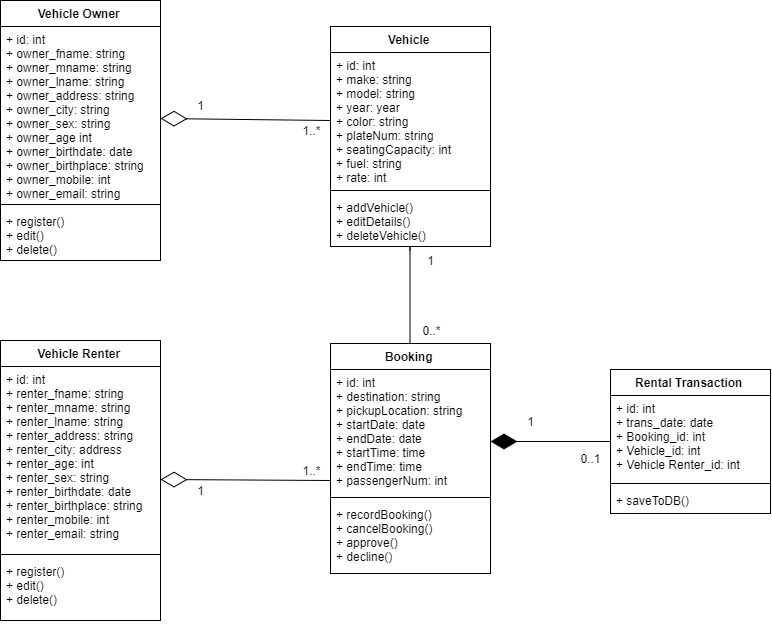 Vehicle Owner
+ id: int
+ owner_fname: string
+ owner_mname: string
+ owner_lname: string
+ owner_address: string
+ owner_city: string
+ owner_sex: string
+ owner_age int
+ owner_birthdate: date
+ owner_birthplace: string
+ owner_mobile: int
+ owner_email: string
+ register()
+ edit()
+ delete()
1
1..*
Vehicle
+ id: int
+ make: string
+ model: string
+ year: year
+ color: string
+ plateNum: string
+ seatingCapacity: int
+ fuel: string
+ rate: int
+ addVehicle()
+ editDetails()
+ deleteVehicle()
1
0..*
Vehicle Renter
+ id: int
+ renter_fname: string
+ renter_mname: string
+ renter_lname: string
+ renter_address: string
+ renter_city: address
+ renter_age: int
+ renter_sex: string
+ renter_birthdate: date
+ renter_birthplace: string
+ renter_mobile: int
+ renter_email: string
+ register()
+ edit()
+ delete()
1
1..*
Booking
+ id: int
+ destination: string
+ pickupLocation: string
+ startDate: date
+ endDate: date
+ startTime: time
+ endTime: time
+ passengerNum: int
+ recordBooking()
+ cancelBooking()
+ approve()
+ decline()
1
0..1
Rental Transaction
+ id: int
+ trans_date: date
+ Booking_id: int
+ Vehicle_id: int
+ Vehicle Renter_id: int
+ saveToDB()